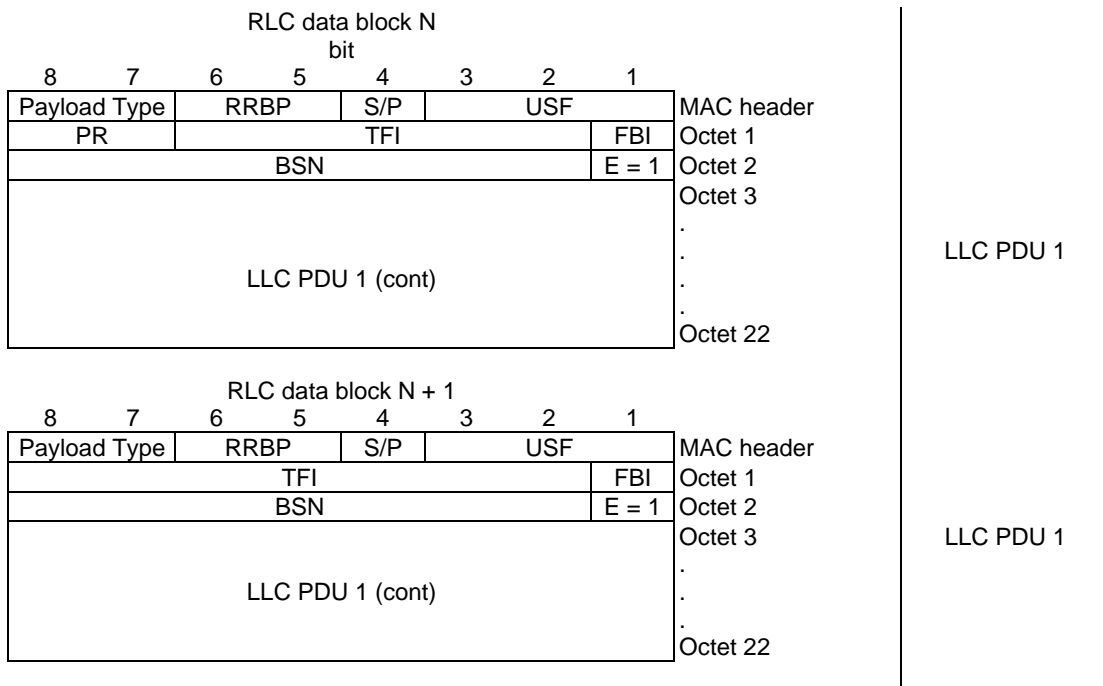 RLC data block N
bit
8 7 6 5 4 3 2 1
Payload Type RRBP S/P USF MAC header
PR TFI FBI Octet 1
BSN E = 1 Octet 2
Octet 3
.
. LLC PDU 1
LLC PDU 1 (cont) .
.
Octet 22
RLC data block N + 1
8 7 6 5 4 3 2 1
Payload Type RRBP S/P USF MAC header
TFI FBI Octet 1
BSN E = 1 Octet 2
Octet 3 LLC PDU 1
.
LLC PDU 1 (cont) .
.
Octet 22